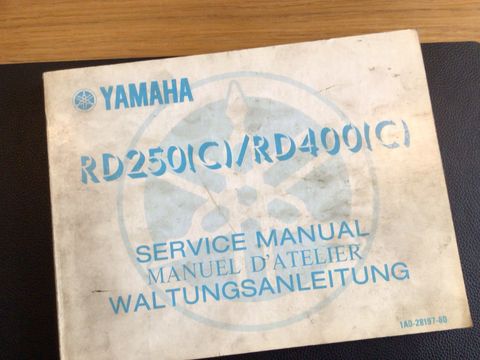 YAMAHA
RD250(C)/RD400(C)
SERVICE MANUAL
MANUEL D'ATELIER
WALTUNGSANLEITUNG
1A0-28197-80